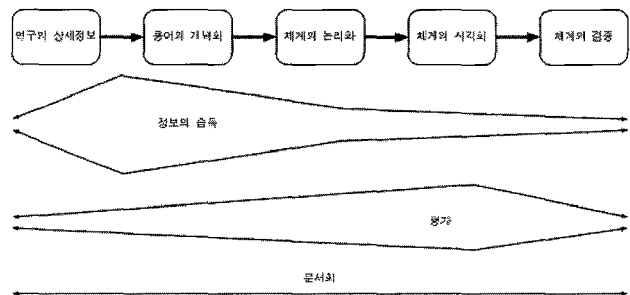 연구의 상세정보
용어의 개념화
체계의 논리화
체계의 시각화
체계의 검증
정보의 습득
평가
문서화